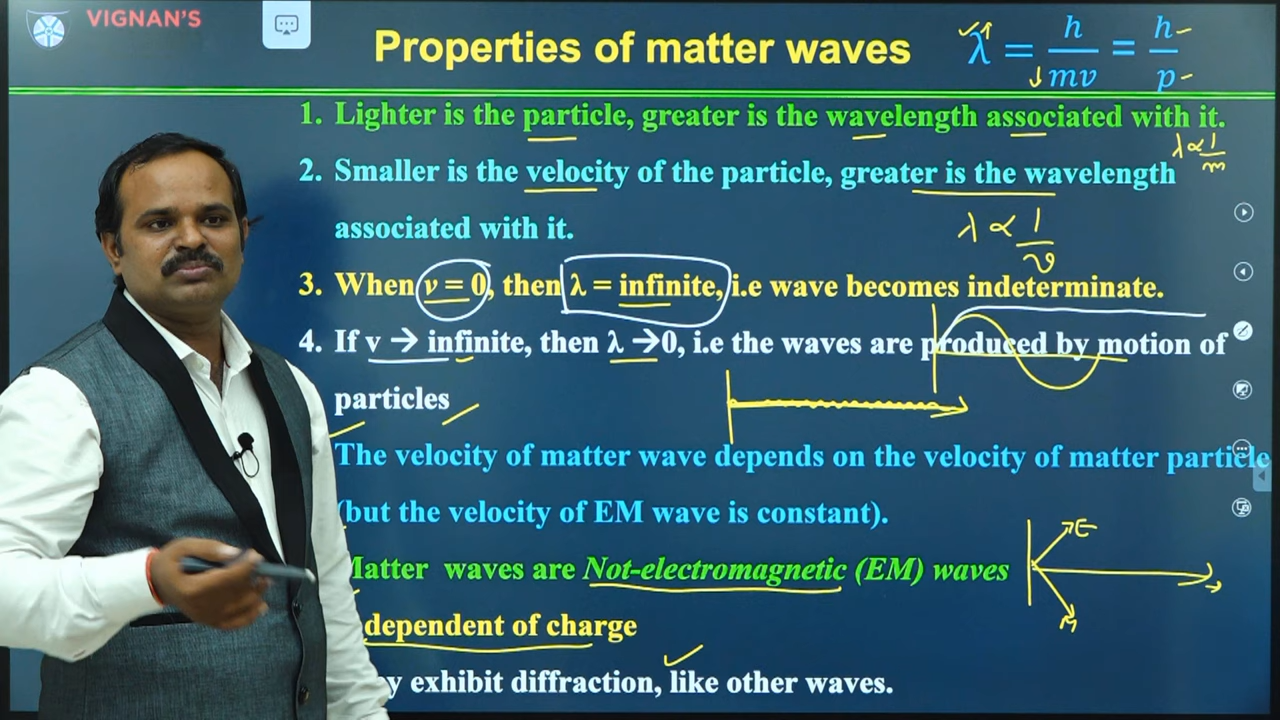 VIGNAN'S
Properties of matter waves
λ = h/mv = h/p
1. Lighter is the particle, greater is the wavelength associated with it.
λ ∝ 1/m
2. Smaller is the velocity of the particle, greater is the wavelength
associated with it.
λ ∝ 1/v
3. When v = 0, then λ = infinite, i.e wave becomes indeterminate.
4. If v → infinite, then λ →0, i.e the waves are produced by motion of
particles
The velocity of matter wave depends on the velocity of matter particle
(but the velocity of EM wave is constant).
E
Matter waves are Not-electromagnetic (EM) waves
dependent of charge
exhibit diffraction, like other waves.